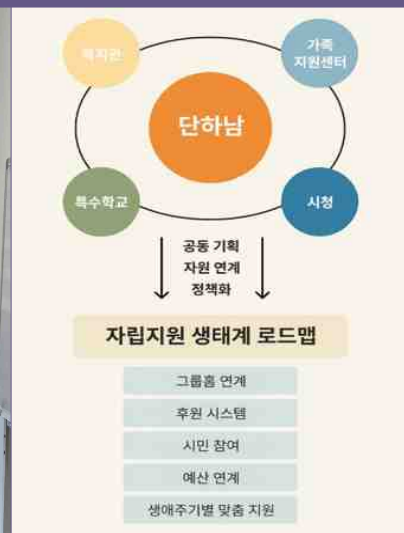 복지관
가족
지원센터
단하남
특수학교
시청
공동 기획
자원 연계
정책화
자립지원 생태계 로드맵
그룹홈 연계
후원 시스템
시민 참여
예산 연계
생애주기별 맞춤 지원